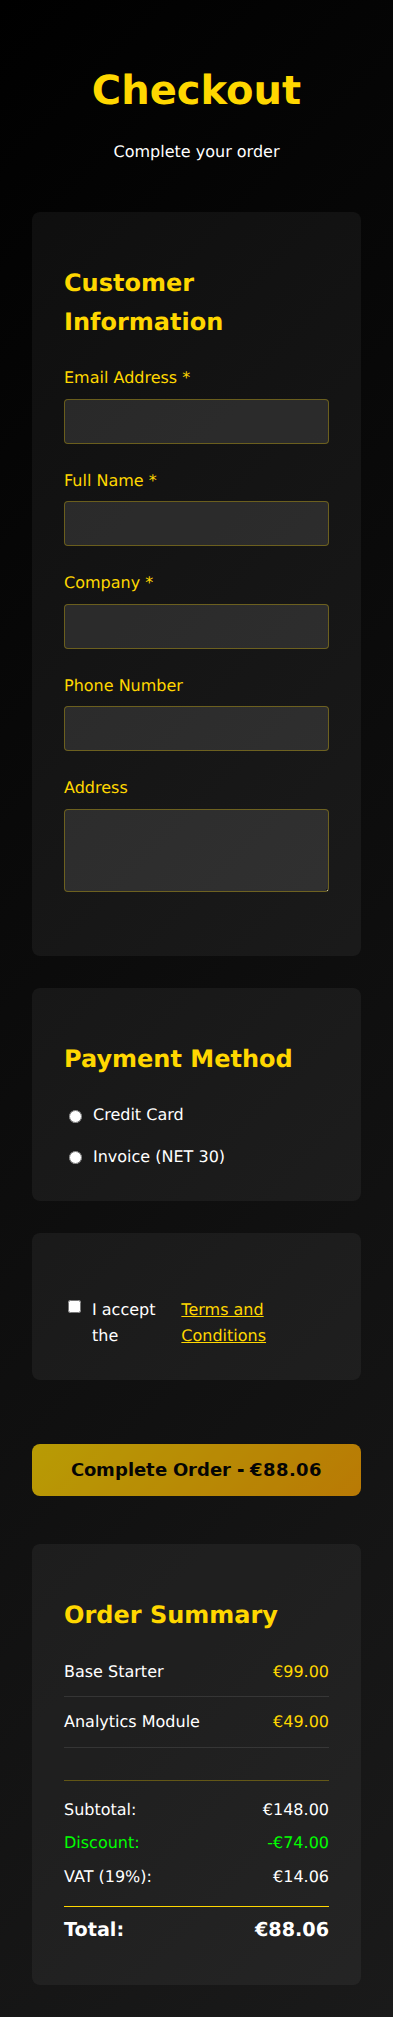 Checkout
Complete your order
Customer
Information
Email Address *
Full Name *
Company *
Phone Number
Address
Payment Method
Credit Card
Invoice (NET 30)
I accept the Terms and Conditions
Complete Order - €88.06
Order Summary
Base Starter €99.00
Analytics Module €49.00
Subtotal: €148.00
Discount: -€74.00
VAT (19%): €14.06
Total: €88.06